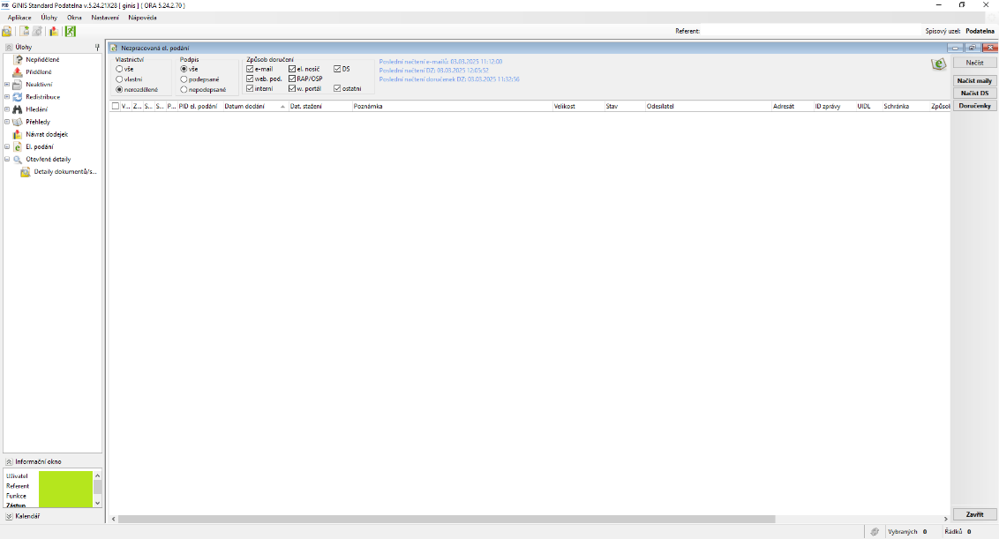 GINIS Standard Podatelna v.5.24.21X28 [ ginis ] ( ORA 5.24.2.70 )
Aplikace Úlohy Okna Nastavení Nápověda
Referent: Spisový uzel: Podatelna
Úlohy
Nepřidělené
Přidělené
Neaktivní
Redistribuce
Hledání
Přehledy
Návrat dodejek
El. podání
Otevřené detaily
Detaily dokumentů/s...
Nezpracovaná el. podání
Vlastnictví
vše
vlastní
nerozdělené
Podpis
vše
podepsané
nepodepsané
Způsob doručení
e-mail el. nosič DS
web. pod. RAP/OSP
interní w. portál ostatní
Poslední načtení e-mailů: 03.03.2025 11:12:00
Poslední načtení DZ: 03.03.2025 12:05:52
Poslední načtení doručenek DZ: 03.03.2025 11:32:56
Načíst
Načíst maily
Načíst DS
Doručenky
V... Z... S... S... P... PID el. podání Datum dodání Dat. stažení Poznámka Velikost Stav Odesílatel Adresát ID zprávy UIDL Schránka Způsol
Informační okno
Uživatel
Referent
Funkce
Zástup
Kalendář
Zavřít
Vybraných 0 Řádků 0